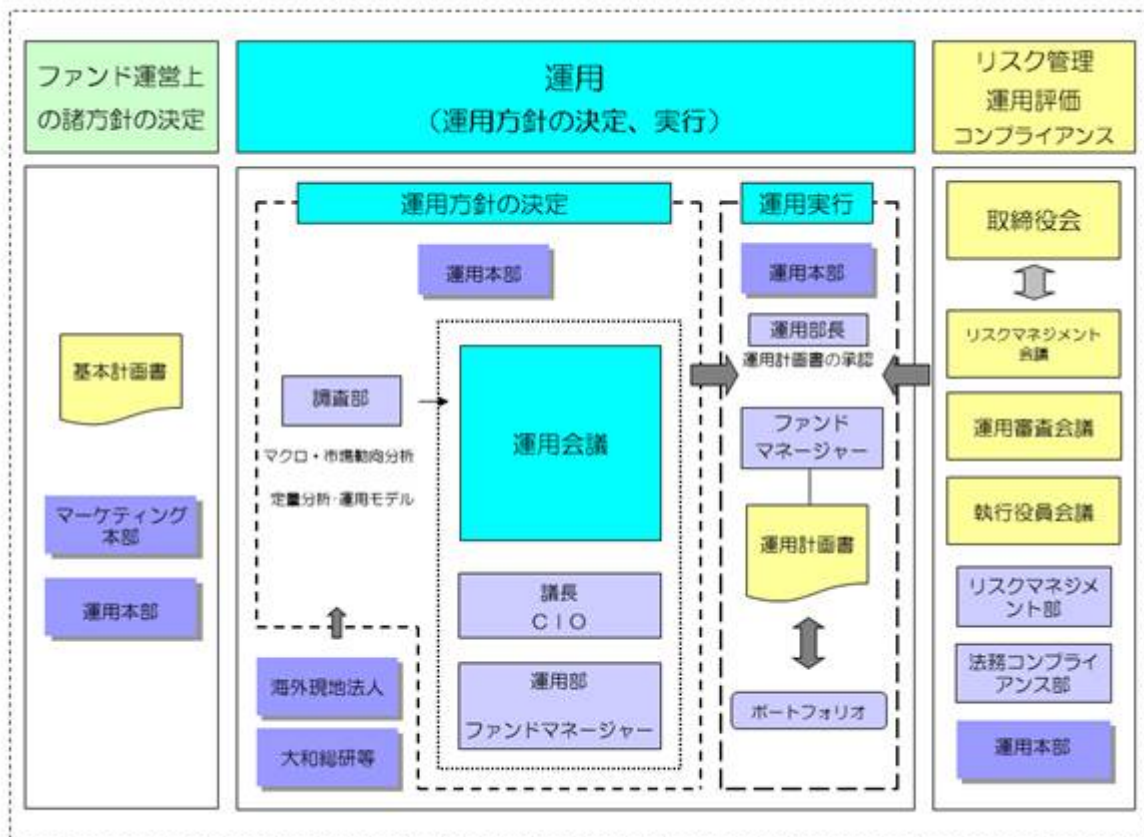 ファンド運営上
の諸方針の決定
運用
（運用方針の決定、実行）
リスク管理
運用評価
コンプライアンス
基本計画書
マーケティング
本部
運用本部
運用方針の決定
運用本部
調査部
マクロ・市場動向分析
定量分析・運用モデル
運用会議
議長
ＣＩＯ
運用部
ファンドマネージャー
海外現地法人
大和総研等
運用実行
運用本部
運用部長
運用計画書の承認
ファンド
マネージャー
運用計画書
ポートフォリオ
取締役会
リスクマネジメント
会議
運用審査会議
執行役員会議
リスクマネジメ
ント部
法務コンプライ
アンス部
運用本部